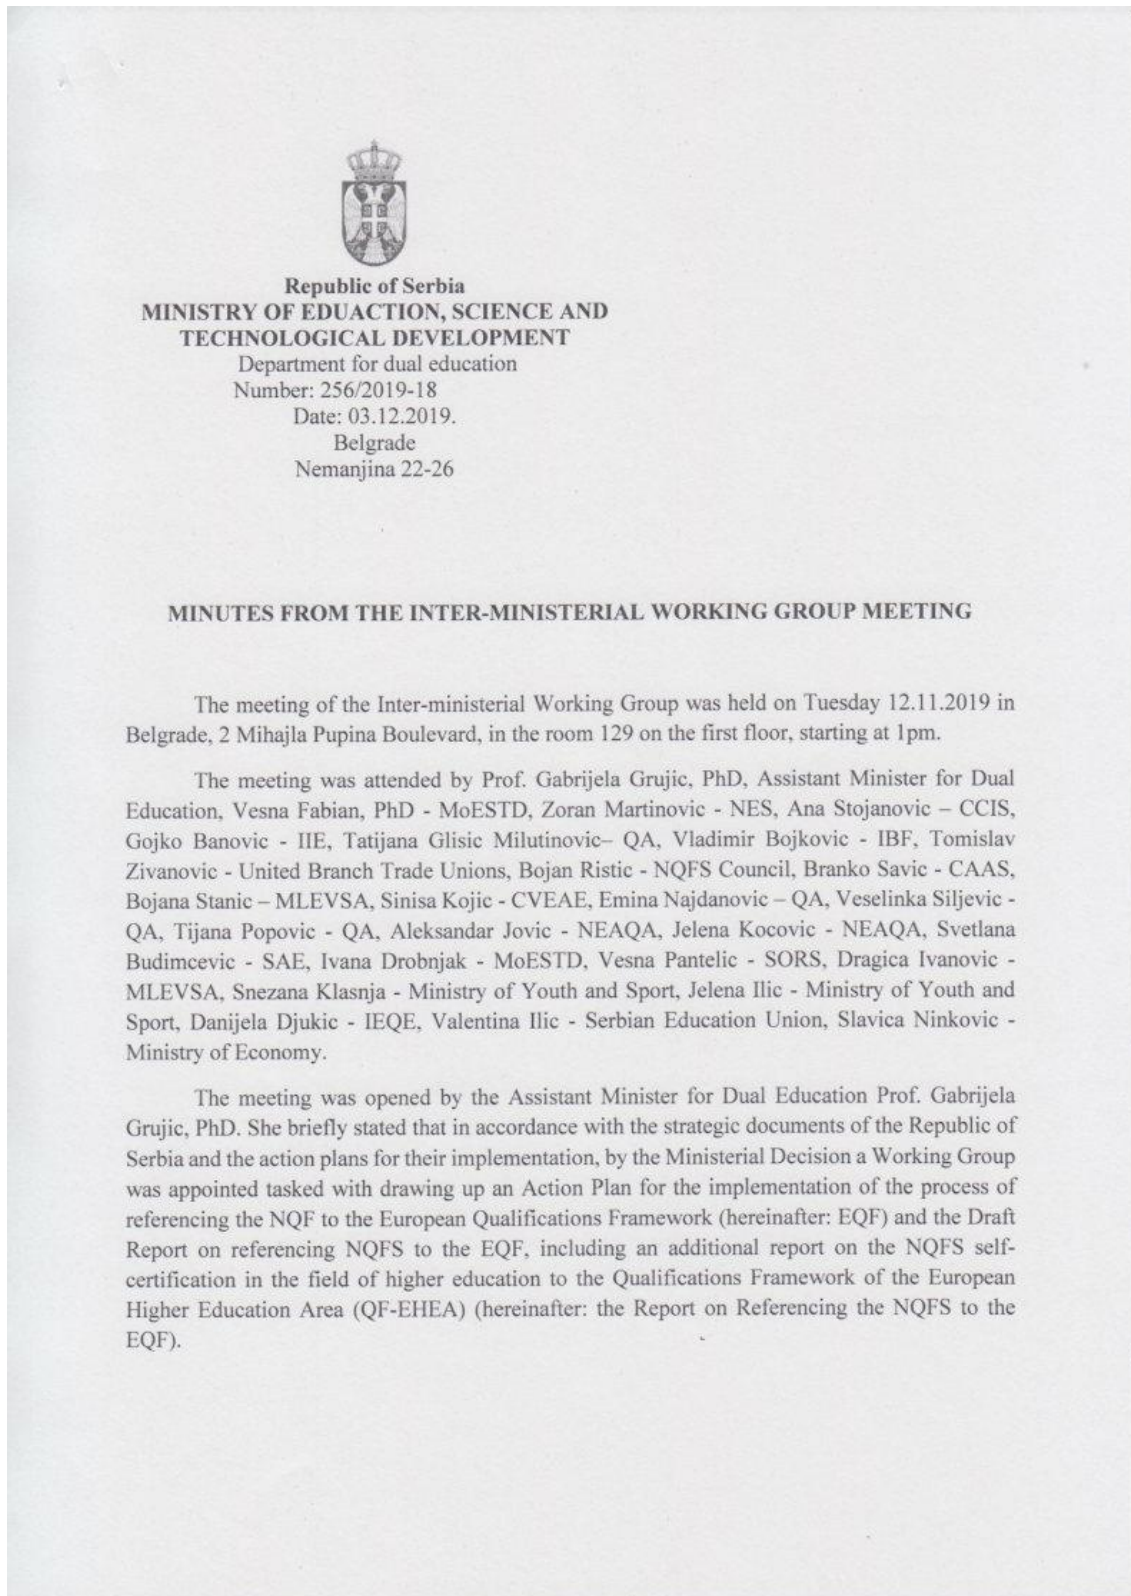 Republic of Serbia
MINISTRY OF EDUACTION, SCIENCE AND
TECHNOLOGICAL DEVELOPMENT
Department for dual education
Number: 256/2019-18
Date: 03.12.2019.
Belgrade
Nemanjina 22-26
MINUTES FROM THE INTER-MINISTERIAL WORKING GROUP MEETING
The meeting of the Inter-ministerial Working Group was held on Tuesday 12.11.2019 in
Belgrade, 2 Mihajla Pupina Boulevard, in the room 129 on the first floor, starting at 1pm.
The meeting was attended by Prof. Gabrijela Grujic, PhD, Assistant Minister for Dual
Education, Vesna Fabian, PhD - MoESTD, Zoran Martinovic - NES, Ana Stojanovic – CCIS,
Gojko Banovic - IIE, Tatijana Glisic Milutinovic– QA, Vladimir Bojkovic - IBF, Tomislav
Zivanovic - United Branch Trade Unions, Bojan Ristic - NQFS Council, Branko Savic - CAAS,
Bojana Stanic – MLEVSA, Sinisa Kojic - CVEAE, Emina Najdanovic – QA, Veselinka Siljevic -
QA, Tijana Popovic - QA, Aleksandar Jovic - NEAQA, Jelena Kocovic - NEAQA, Svetlana
Budimcevic - SAE, Ivana Drobnjak - MoESTD, Vesna Pantelic - SORS, Dragica Ivanovic -
MLEVSA, Snezana Klasnja - Ministry of Youth and Sport, Jelena Ilic - Ministry of Youth and
Sport, Danijela Djukic - IEQE, Valentina Ilic - Serbian Education Union, Slavica Ninkovic -
Ministry of Economy.
The meeting was opened by the Assistant Minister for Dual Education Prof. Gabrijela
Grujic, PhD. She briefly stated that in accordance with the strategic documents of the Republic of
Serbia and the action plans for their implementation, by the Ministerial Decision a Working Group
was appointed tasked with drawing up an Action Plan for the implementation of the process of
referencing the NQF to the European Qualifications Framework (hereinafter: EQF) and the Draft
Report on referencing NQFS to the EQF, including an additional report on the NQFS self-
certification in the field of higher education to the Qualifications Framework of the European
Higher Education Area (QF-EHEA) (hereinafter: the Report on Referencing the NQFS to the
EQF).